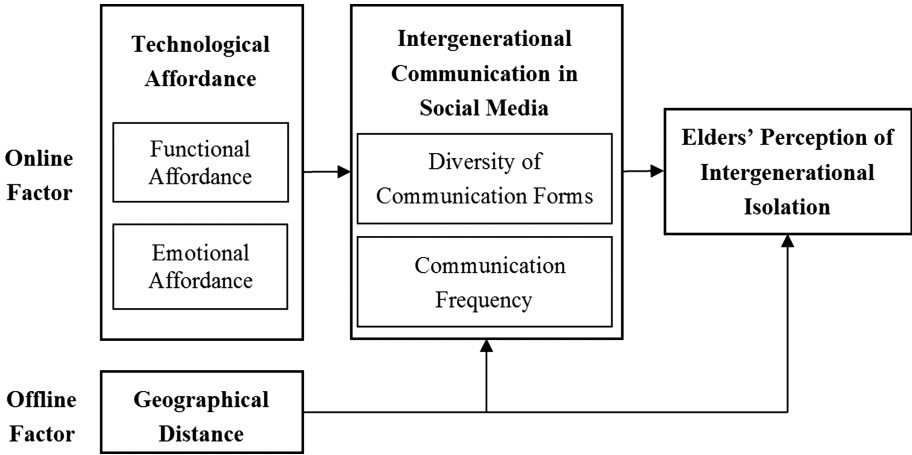 Online
Factor
Technological
Affordance
Functional
Affordance
Emotional
Affordance
Intergenerational
Communication in
Social Media
Diversity of
Communication Forms
Communication
Frequency
Elders’ Perception of
Intergenerational
Isolation
Offline
Factor
Geographical
Distance